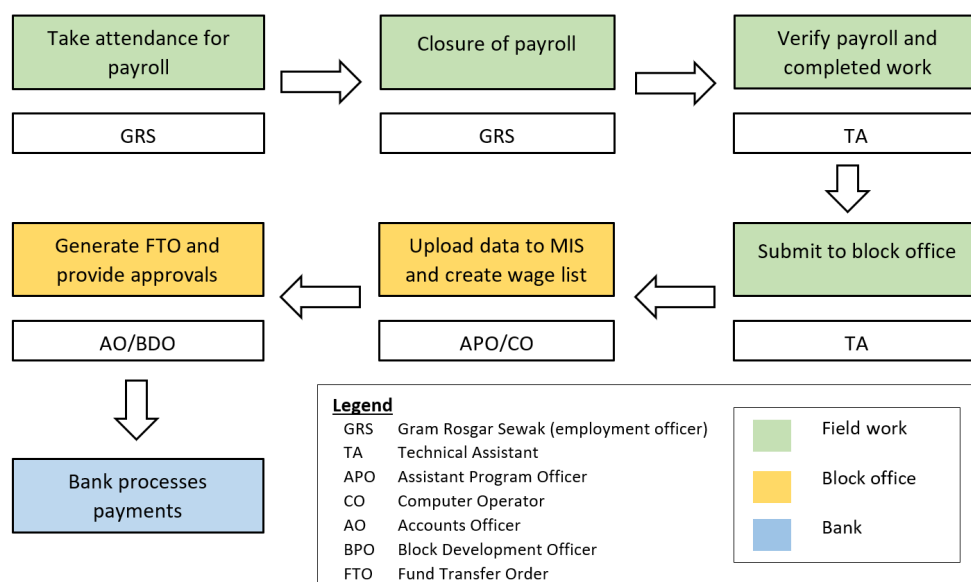 Take attendance for
payroll
Closure of payroll
Verify payroll and
completed work
GRS
GRS
TA
Generate FTO and
provide approvals
Upload data to MIS
and create wage list
Submit to block office
AO/BDO
APO/CO
TA
Bank processes
payments
Legend
GRS Gram Rosgar Sewak (employment officer)
TA Technical Assistant
APO Assistant Program Officer
CO Computer Operator
AO Accounts Officer
BPO Block Development Officer
FTO Fund Transfer Order
Field work
Block office
Bank